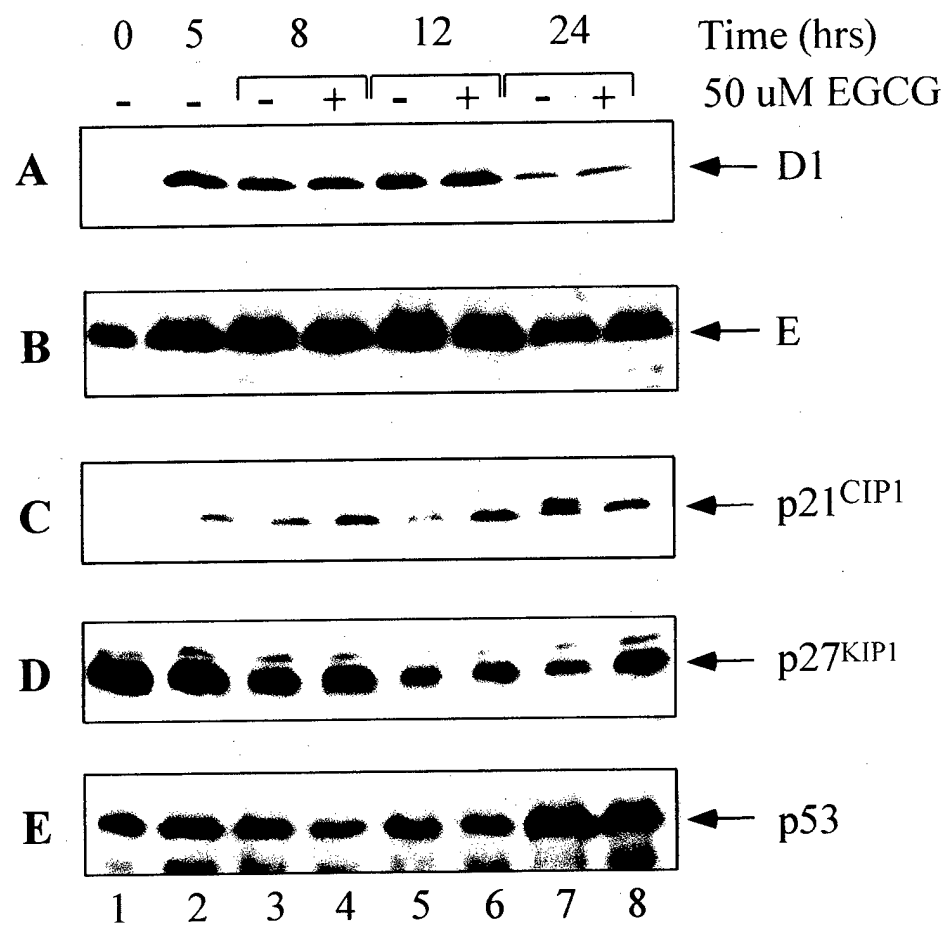 0 5 8 12 24 Time (hrs)
- - - + - + - + 50 uM EGCG
A D1
B E
C p21CIP1
D p27KIP1
E p53
1 2 3 4 5 6 7 8